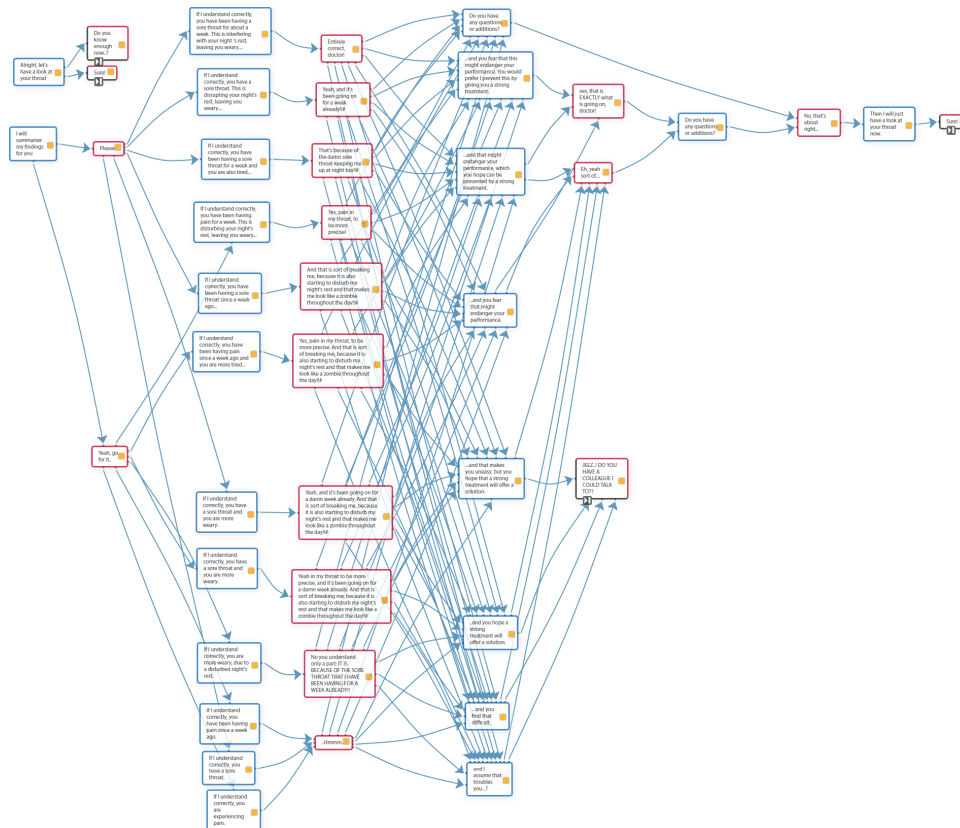 Alright, let's
have a look at
your throat
Do you
know
enough
now..?
Sure!
I will
summarize
my findings
for you
Please
Yeah, go
for it..
If I understand correctly,
you have been having a
sore throat for about a
week. This is interfering
with your night´s rest,
leaving you weary...
If I understand
correctly, you have a
sore throat. This is
disrupting your night's
rest, leaving you
weary...
If I understand
correctly, you have
been having a sore
throat for a week and
you are also tired...
If I understand correctly,
you have been having
pain for a week. This is
disturbing your night's
rest, leaving you weary...
If I understand
correctly, you have
been having a sore
throat since a week
ago...
If I understand
correctly, you have
been having pain
since a week ago and
you are more tired...
If I understand
correctly, you have
a sore throat and
you are more
weary.
If I understand
correctly, you have
a sore throat and
you are more
weary.
If I understand
correctly, you are
more weary, due to
a disturbed night's
rest.
If I understand
correctly, you
have been having
pain since a week
ago.
If I understand
correctly, you
have a sore
throat.
If I understand
correctly, you
are
experiencing
pain.
Entirely
correct,
doctor!
Yeah, and it's
been going on
for a week
already!!
That's because of
the damn sore
throat keeping me
up at night too!!#
Yes, pain in
my throat, to
be more
precise!
And that is sort of breaking
me, because it is also
starting to disturb my
night's rest and that makes
me look like a zombie
throughout the day!!#
Yes, pain in my throat, to be
more precise. And that is sort
of breaking me, because it is
also starting to disturb my
night's rest and that makes me
look like a zombie throughout
the day!!#
Yeah, and it's been going on for
a damn week already. And that
is, sort of breaking me, because
it is also starting to disturb my
night's rest and that makes me
look like a zombie throughout
the day!!#
Yeah in my throat to be more
precise, and it's been going on for
a damn week already. And that is
sort of breaking me, because it is
also starting to disturb my night's
rest and that makes me look like a
zombie throughout the day!!#
No you understand
only a part: IT IS
BECAUSE OF THE SORE
THROAT THAT I HAVE
BEEN HAVING FOR A
WEEK ALREADY!!
..Hmmm..
Do you have
any questions
or additions?
..and you fear that this
might endanger your
performance. You would
prefer I prevent this by
giving you a strong
treatment.
..and that might
endanger your
performance, which
you hope can be
prevented by a strong
treatment.
..and you fear
that might
endanger your
performance.
..and that makes
you uneasy, but you
hope that a strong
treatment will offer a
solution.
..and you hope a
strong
treatment will
offer a solution.
.. and you
find that
difficult.
and I
assume that
troubles
you..?
yes, that is
EXACTLY what
is going on,
doctor!
Eh, yeah
sort of...
JEEZ..! DO YOU
HAVE A
COLLEAGUE I
COULD TALK
TO??
Do you have
any questions
or additions?
No, that's
about
right...
Then I will just
have a look at
your throat
now.
Sure!